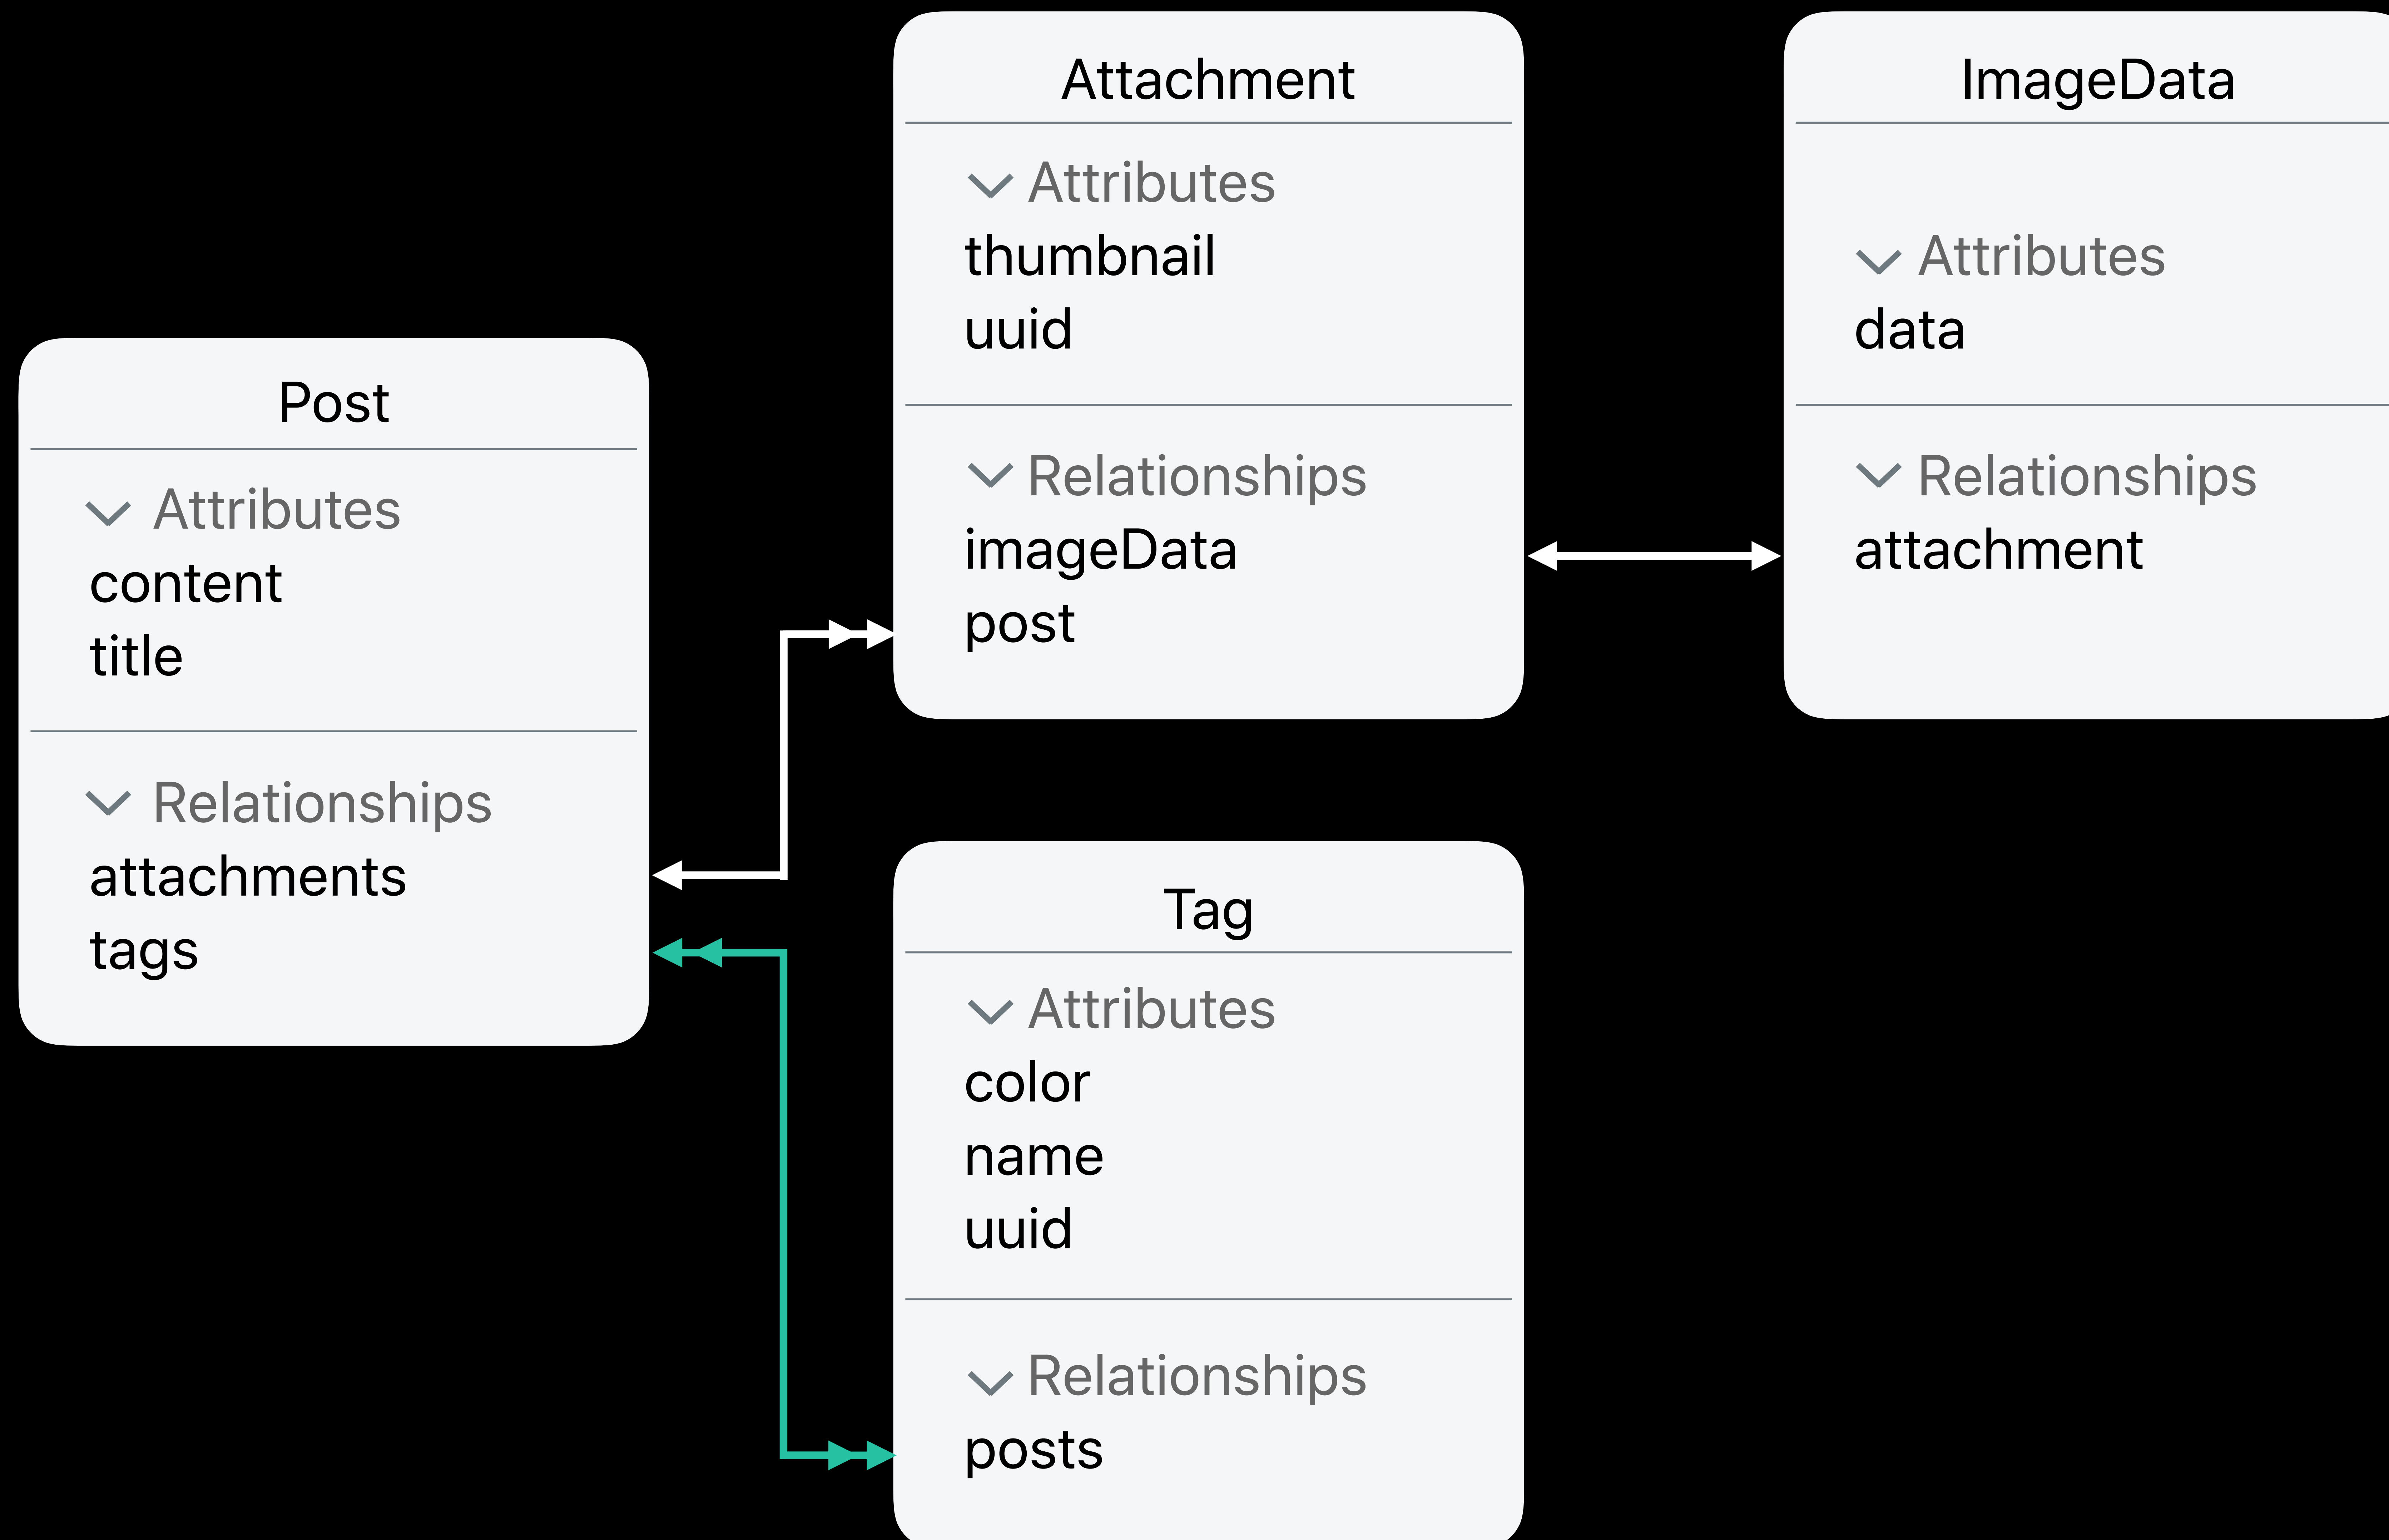 Post
Attributes
content
title
Relationships
attachments
tags
Attachment
Attributes
thumbnail
uuid
Relationships
imageData
post
ImageData
Attributes
data
Relationships
attachment
Tag
Attributes
color
name
uuid
Relationships
posts